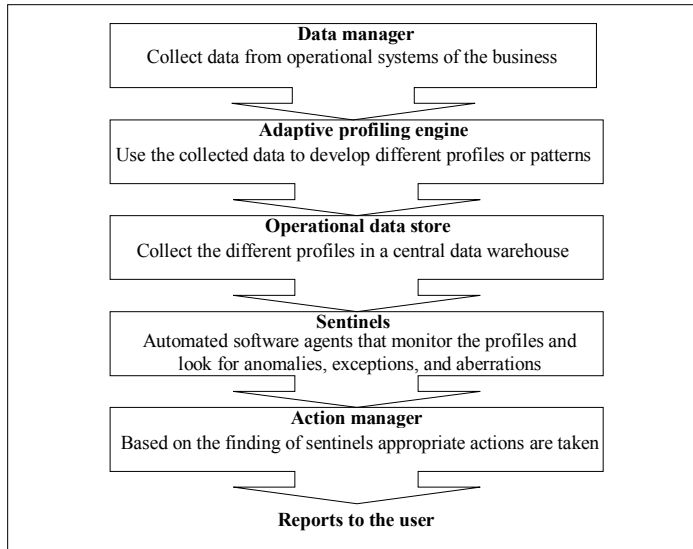 Data manager
Collect data from operational systems of the business
Adaptive profiling engine
Use the collected data to develop different profiles or patterns
Operational data store
Collect the different profiles in a central data warehouse
Sentinels
Automated software agents that monitor the profiles and
look for anomalies, exceptions, and aberrations
Action manager
Based on the finding of sentinels appropriate actions are taken
Reports to the user